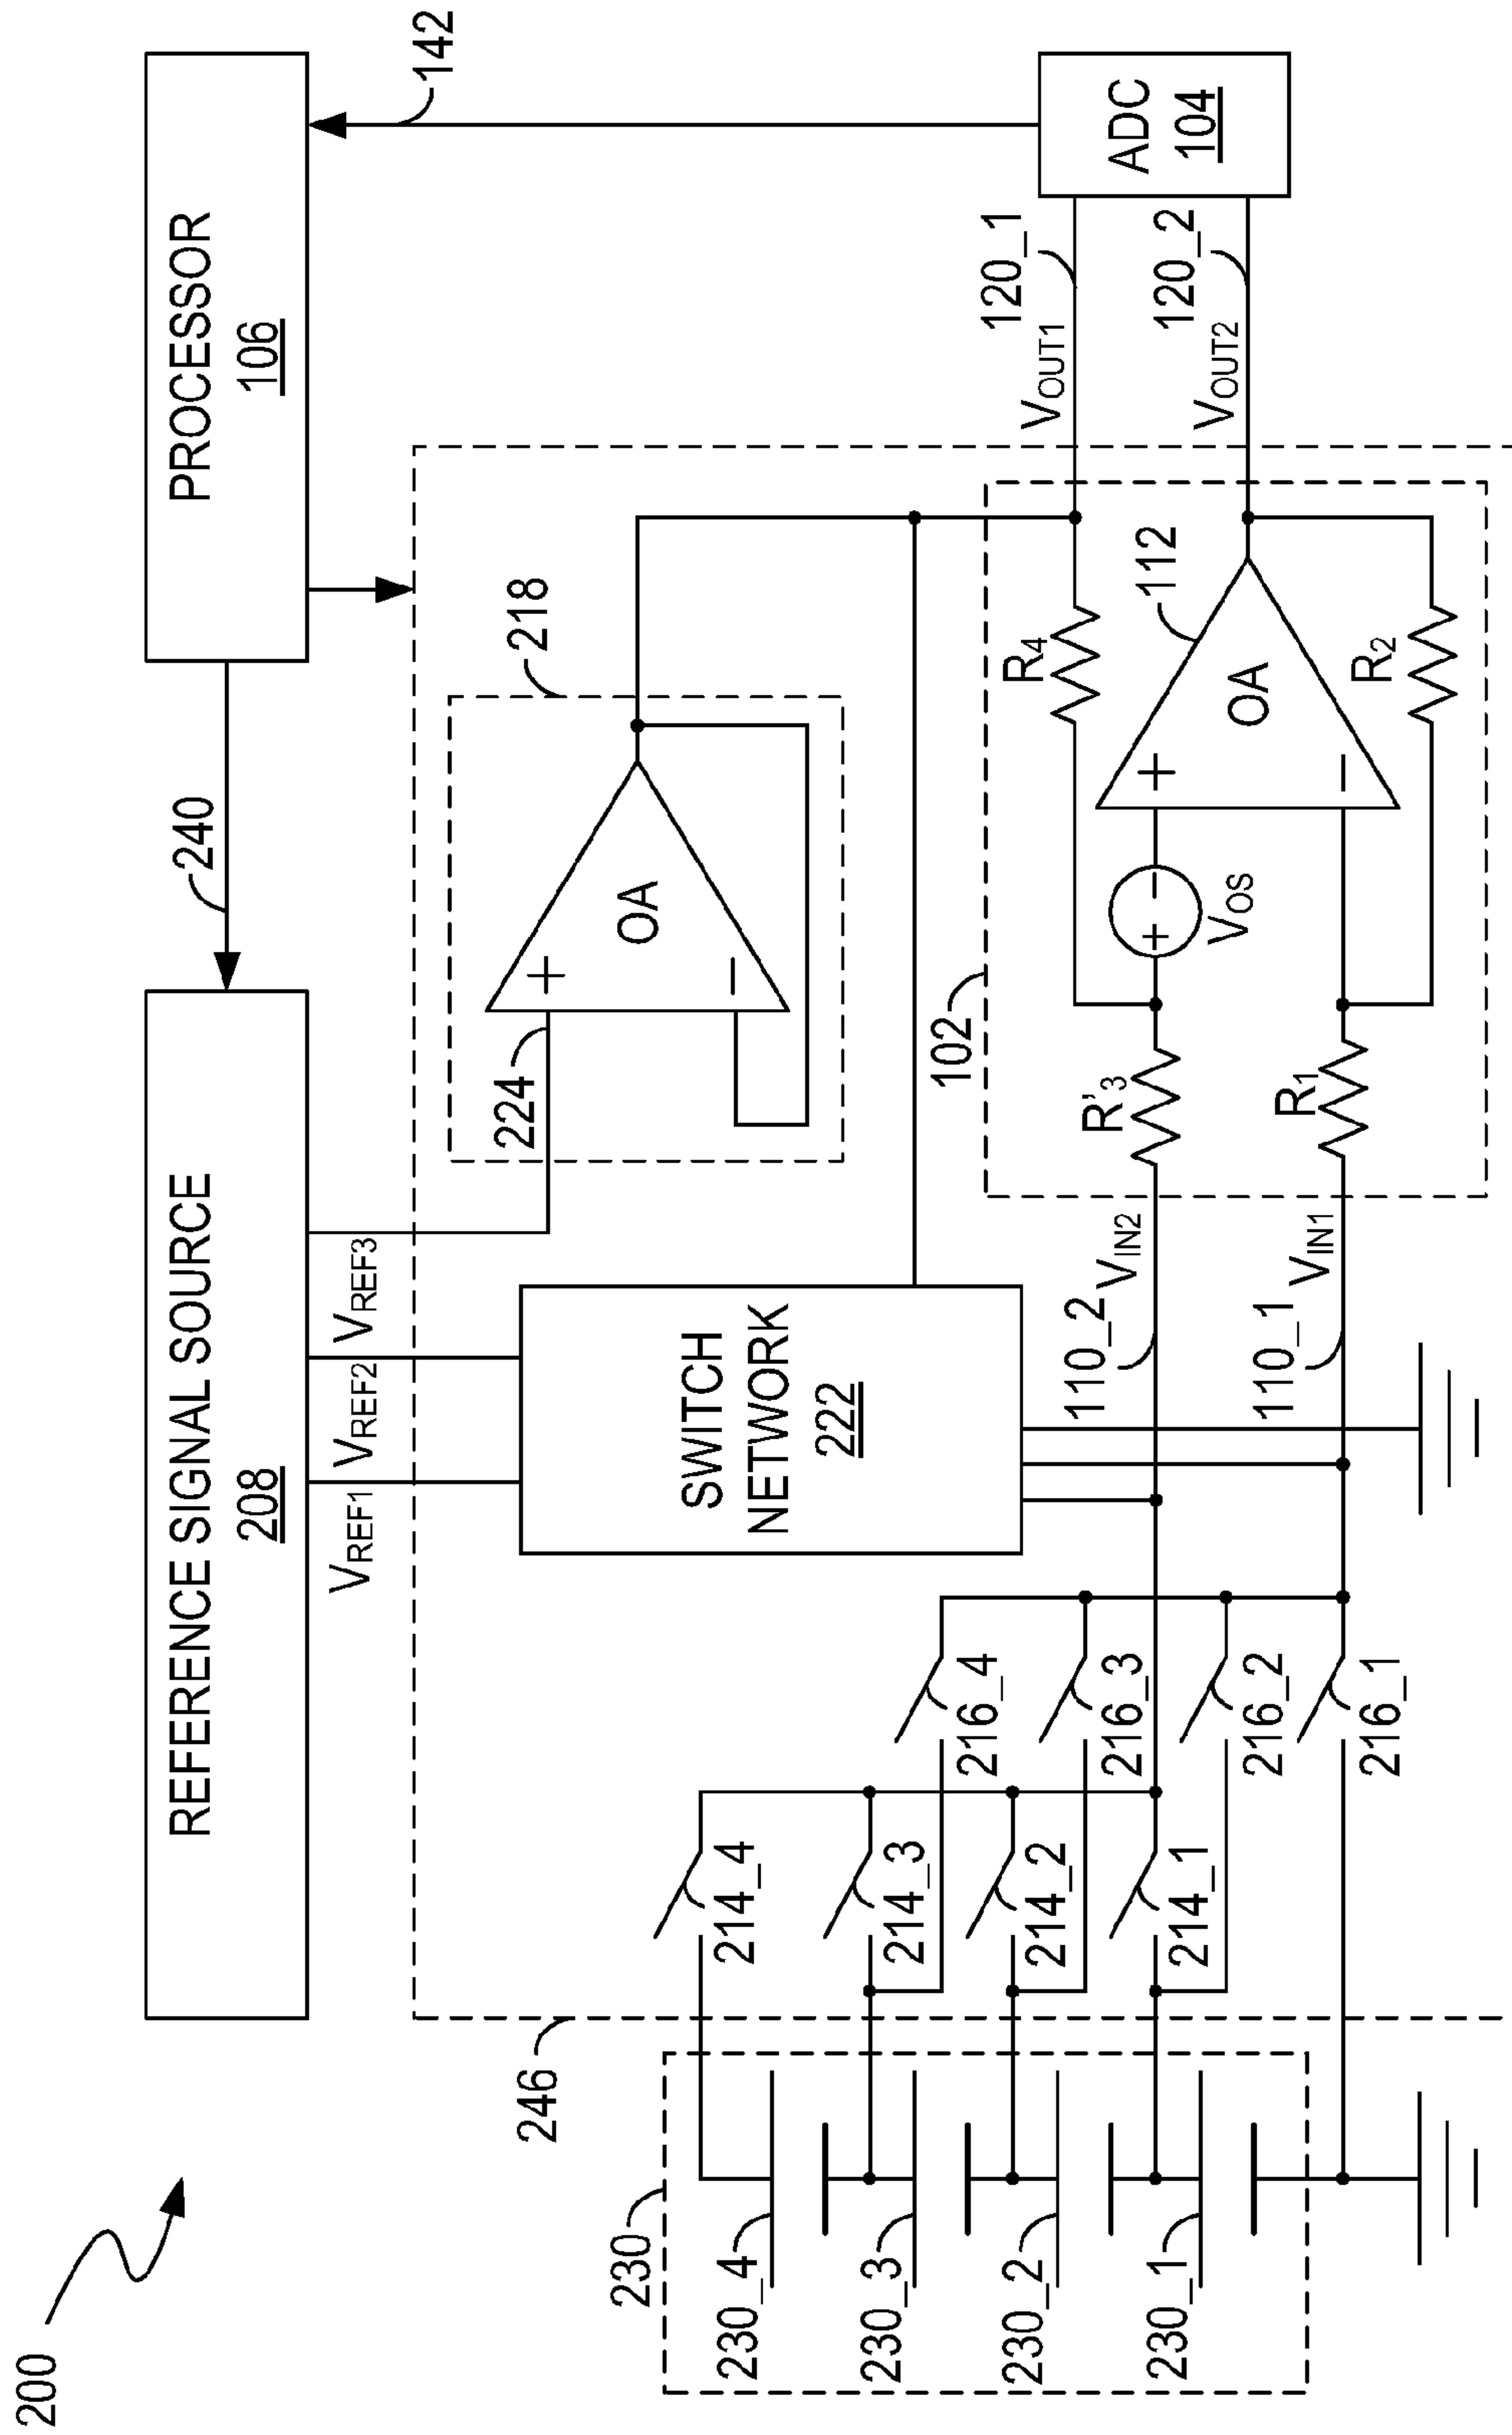 200
REFERENCE SIGNAL SOURCE
208
240
PROCESSOR
106
142
VREF1
VREF2
VREF3
246
224
OA
+
−
218
SWITCH
NETWORK
222
230
230_4
230_3
230_2
230_1
214_4
214_3
214_2
214_1
216_4
216_3
216_2
216_1
110_2
VIN2
110_1
VIN1
102
R'3
R1
+
−
VOS
R4
+
−
OA
112
R2
VOUT1
120_1
VOUT2
120_2
ADC
104